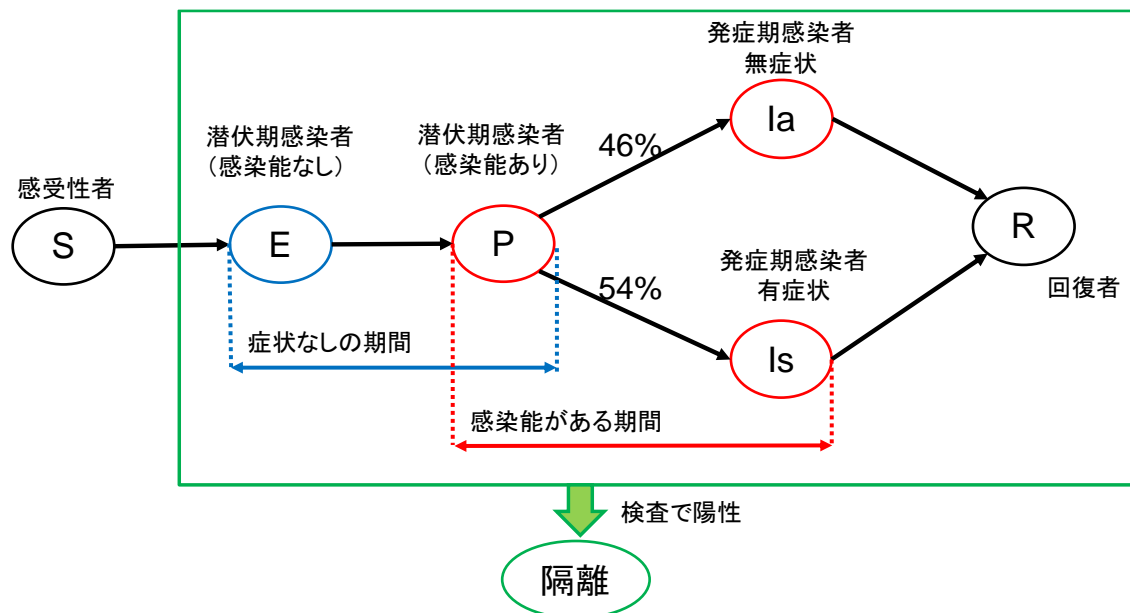 感受性者
S
潜伏期感染者
（感染能なし）
E
潜伏期感染者
（感染能あり）
P
46%
54%
発症期感染者
無症状
Ia
発症期感染者
有症状
Is
R
回復者
症状なしの期間
感染能がある期間
検査で陽性
隔離